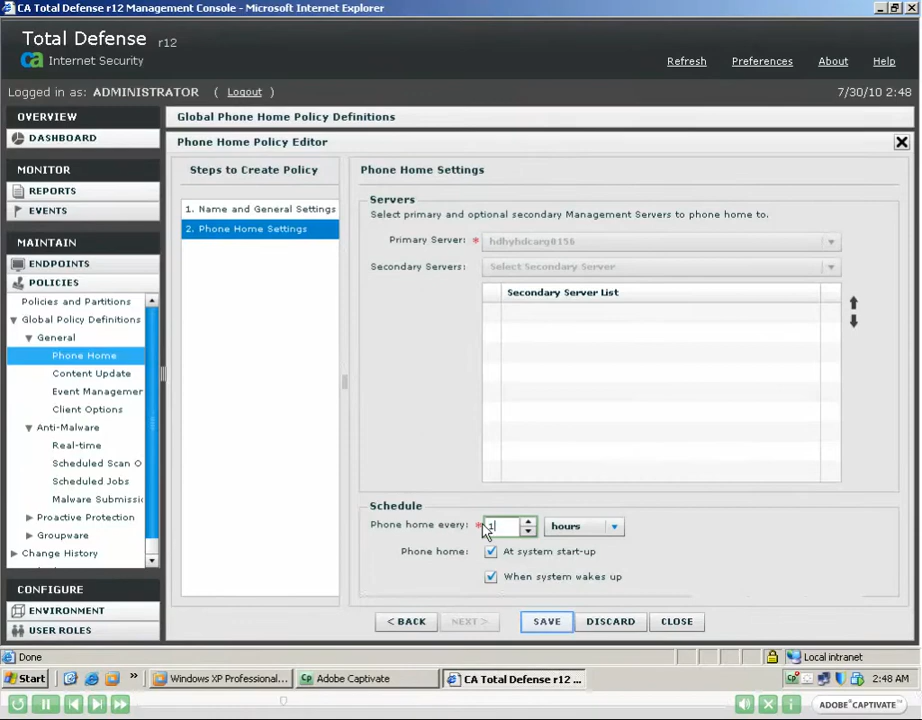 CA Total Defense r12 Management Console - Microsoft Internet Explorer
Total Defense r12
ca Internet Security
Refresh Preferences About Help
Logged in as: ADMINISTRATOR ( Logout )
7/30/10 2:48
OVERVIEW
DASHBOARD
MONITOR
REPORTS
EVENTS
MAINTAIN
ENDPOINTS
POLICIES
Policies and Partitions
Global Policy Definitions
General
Phone Home
Content Update
Event Managemer
Client Options
Anti-Malware
Real-time
Scheduled Scan O
Scheduled Jobs
Malware Submissic
Proactive Protection
Groupware
Change History
CONFIGURE
ENVIRONMENT
USER ROLES
Global Phone Home Policy Definitions
Phone Home Policy Editor
Steps to Create Policy
1. Name and General Settings
2. Phone Home Settings
Phone Home Settings
Servers
Select primary and optional secondary Management Servers to phone home to.
Primary Server: * hdhyhdcarg0156
Secondary Servers: Select Secondary Server
Secondary Server List
Schedule
Phone home every: * 1 hours
Phone home: At system start-up
When system wakes up
< BACK NEXT > SAVE DISCARD CLOSE
Done
Local intranet
Start
»
Windows XP Professional...
Adobe Captivate
CA Total Defense r12 ...
2:48 AM
ADOBE® CAPTIVATE™